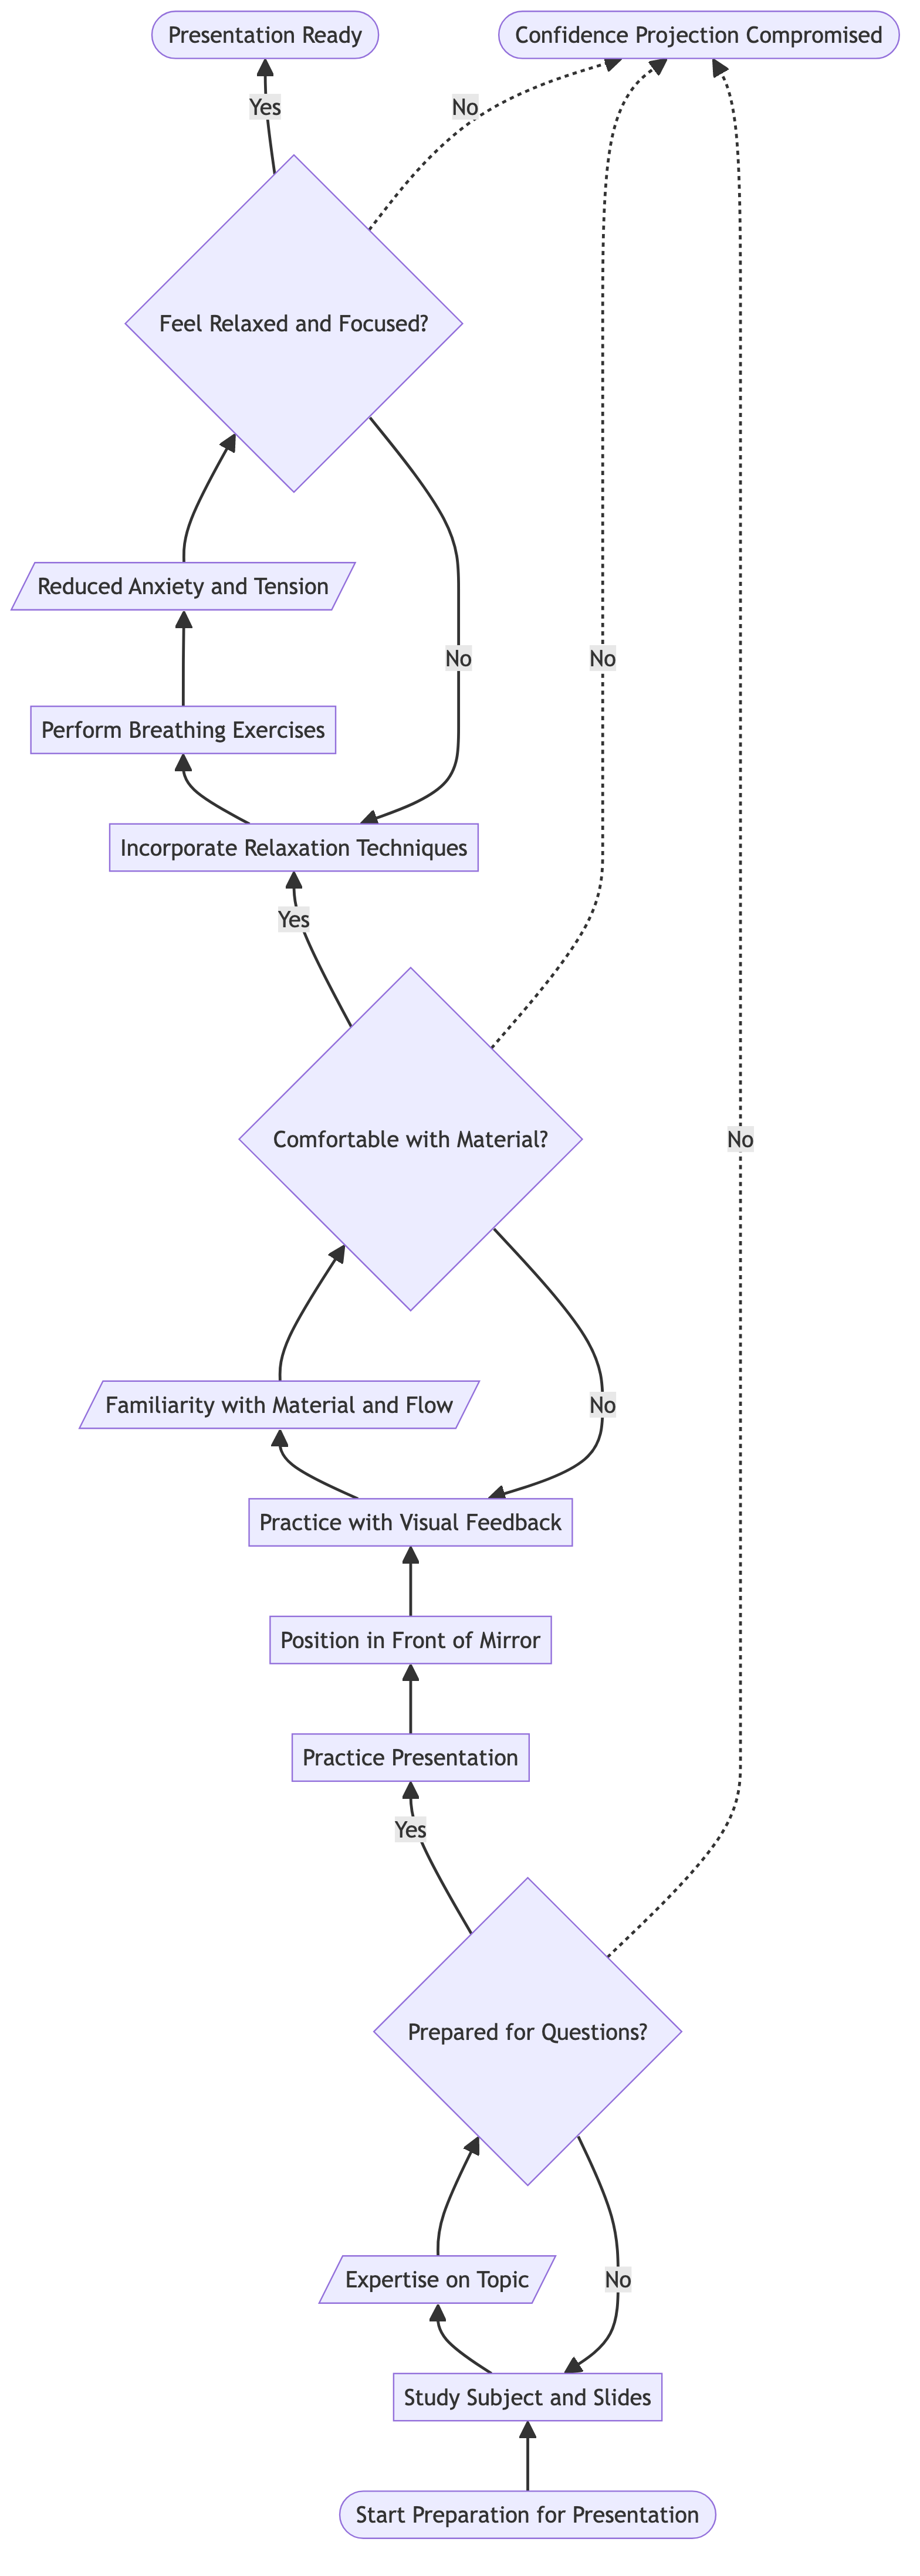 Presentation Ready
Confidence Projection Compromised
Yes
No
Feel Relaxed and Focused?
Reduced Anxiety and Tension
No
No
Perform Breathing Exercises
Incorporate Relaxation Techniques
Yes
Comfortable with Material?
No
Familiarity with Material and Flow
No
Practice with Visual Feedback
Position in Front of Mirror
Practice Presentation
Yes
Prepared for Questions?
Expertise on Topic
No
Study Subject and Slides
Start Preparation for Presentation